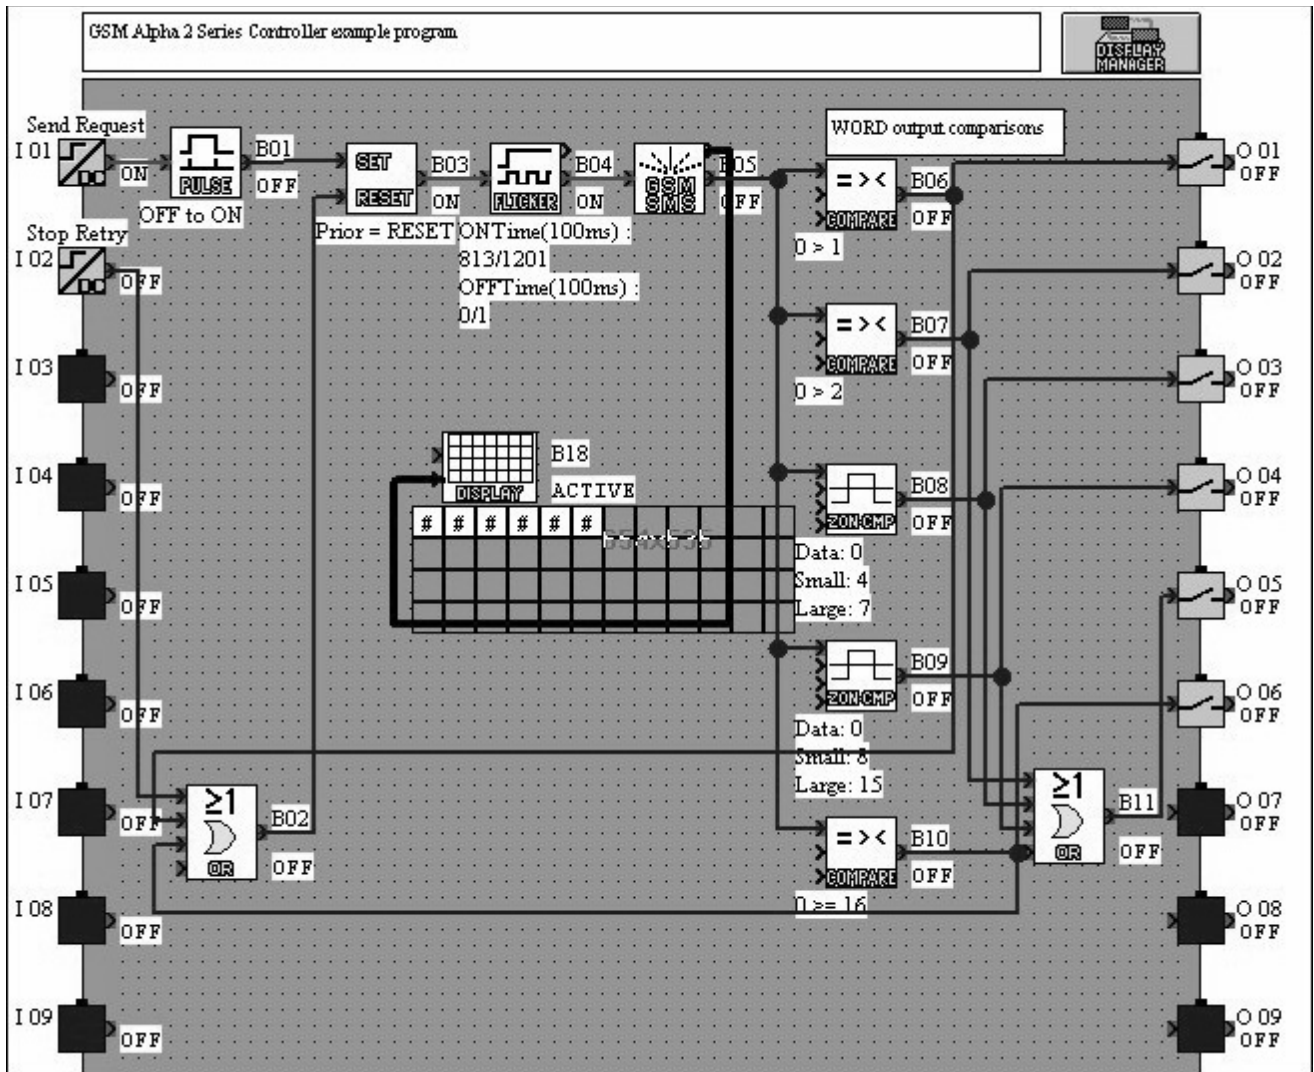 GSM Alpha 2 Series Controller example program
DISPLAY
MANAGER
Send Request
I 01
DC
ON
PULSE
B01
OFF
OFF to ON
SET
RESET
B03
ON
Prior = RESET
FLICKER
B04
ON
ONTime(100ms) :
813/1201
OFFTime(100ms) :
0/1
GSM
SMS
B05
OFF
WORD output comparisons
= > <
COMPARE
B06
OFF
0 > 1
O 01
OFF
Stop Retry
I 02
DC
OFF
= > <
COMPARE
B07
OFF
0 > 2
O 02
OFF
I 03
OFF
O 03
OFF
I 04
OFF
DISPLAY
B18
ACTIVE
# # # # # #
ZON-CMP
B08
OFF
Data: 0
Small: 4
Large: 7
O 04
OFF
I 05
OFF
O 05
OFF
I 06
OFF
ZON-CMP
B09
OFF
Data: 0
Small: 8
Large: 15
O 06
OFF
I 07
OFF
≥1
OR
B02
OFF
= > <
COMPARE
B10
OFF
0 >= 16
≥1
OR
B11
OFF
O 07
OFF
I 08
OFF
O 08
OFF
I 09
OFF
O 09
OFF